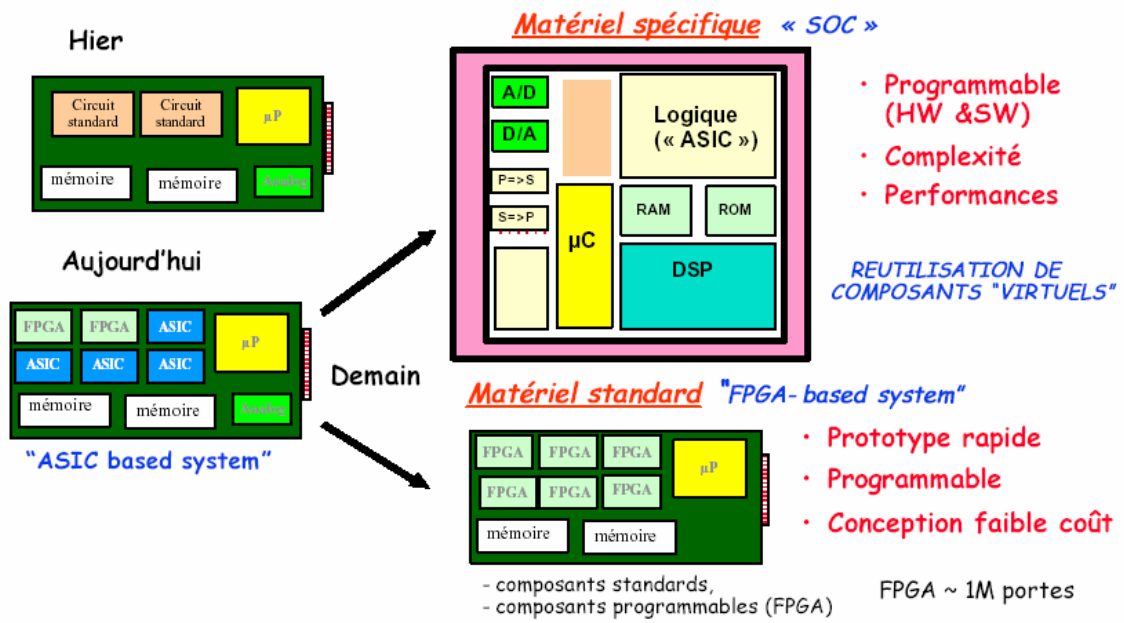 Hier
Circuit
standard
Circuit
standard
µP
mémoire
mémoire
Analog
Aujourd'hui
FPGA
FPGA
ASIC
µP
ASIC
ASIC
ASIC
mémoire
mémoire
Analog
"ASIC based system"
Demain
Matériel spécifique « SOC »
A/D
D/A
P=>S
S=>P
µC
Logique
(« ASIC »)
RAM
ROM
DSP
• Programmable
(HW &SW)
• Complexité
• Performances
REUTILISATION DE
COMPOSANTS "VIRTUELS"
Matériel standard "FPGA- based system"
FPGA
FPGA
FPGA
µP
FPGA
FPGA
FPGA
mémoire
mémoire
• Prototype rapide
• Programmable
• Conception faible coût
- composants standards,
- composants programmables (FPGA)
FPGA ~ 1M portes